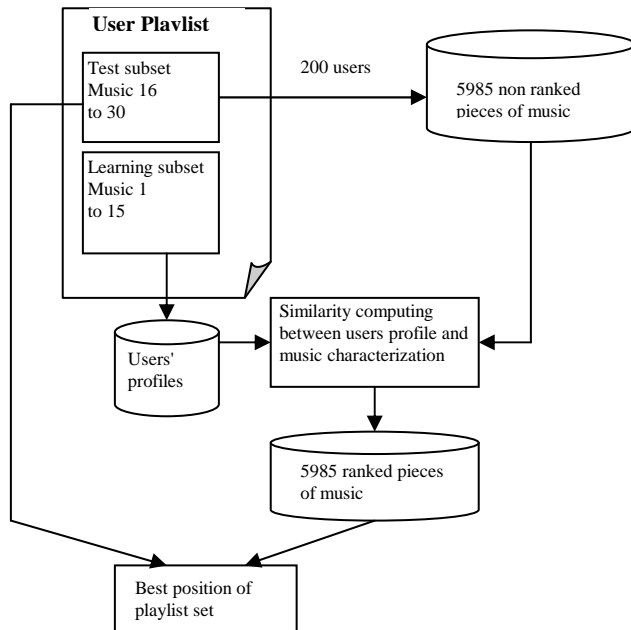 User Playlist
Test subset
Music 16
to 30
200 users
5985 non ranked
pieces of music
Learning subset
Music 1
to 15
Similarity computing
between users profile and
music characterization
Users'
profiles
5985 ranked pieces
of music
Best position of
playlist set